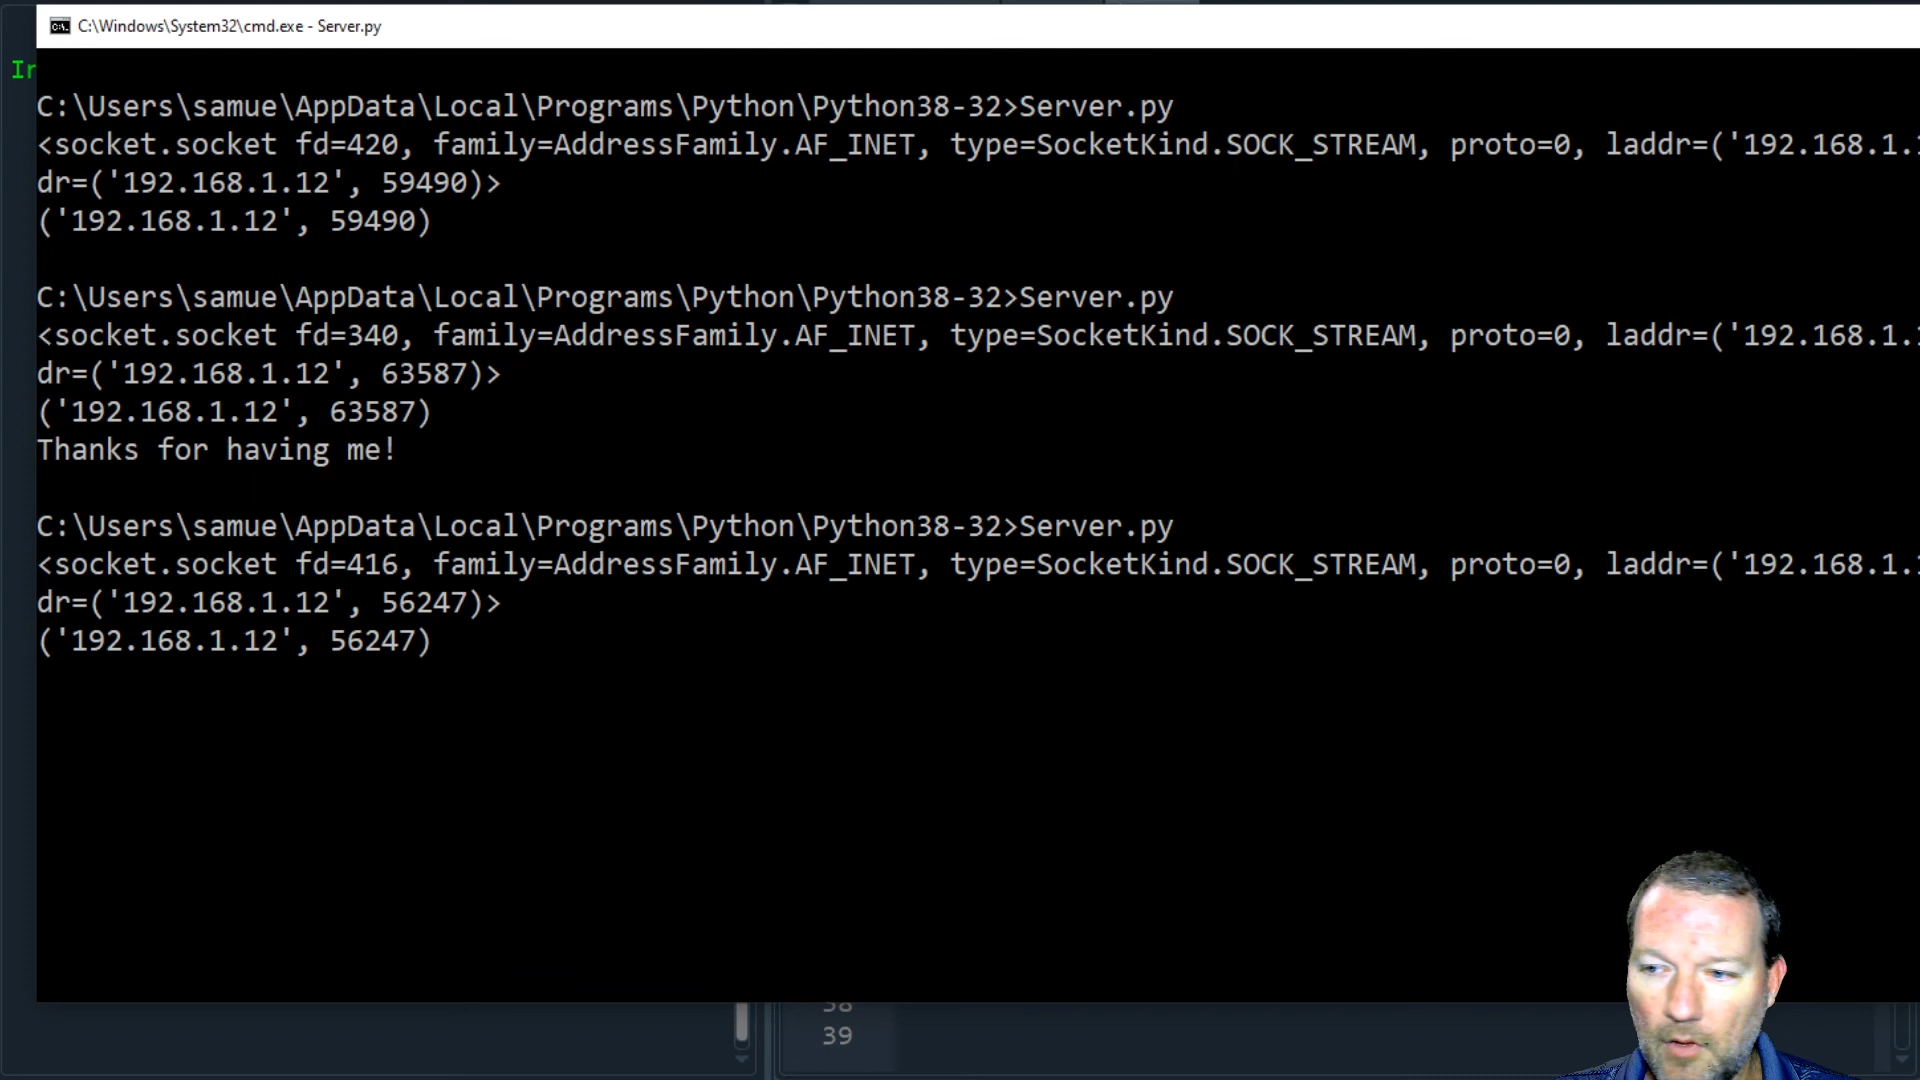 C:\Windows\System32\cmd.exe - Server.py
C:\Users\samue\AppData\Local\Programs\Python\Python38-32>Server.py
<socket.socket fd=420, family=AddressFamily.AF_INET, type=SocketKind.SOCK_STREAM, proto=0, laddr=('192.168.1.1
dr=('192.168.1.12', 59490)>
('192.168.1.12', 59490)
C:\Users\samue\AppData\Local\Programs\Python\Python38-32>Server.py
<socket.socket fd=340, family=AddressFamily.AF_INET, type=SocketKind.SOCK_STREAM, proto=0, laddr=('192.168.1.1
dr=('192.168.1.12', 63587)>
('192.168.1.12', 63587)
Thanks for having me!
C:\Users\samue\AppData\Local\Programs\Python\Python38-32>Server.py
<socket.socket fd=416, family=AddressFamily.AF_INET, type=SocketKind.SOCK_STREAM, proto=0, laddr=('192.168.1.1
dr=('192.168.1.12', 56247)>
('192.168.1.12', 56247)
38
39